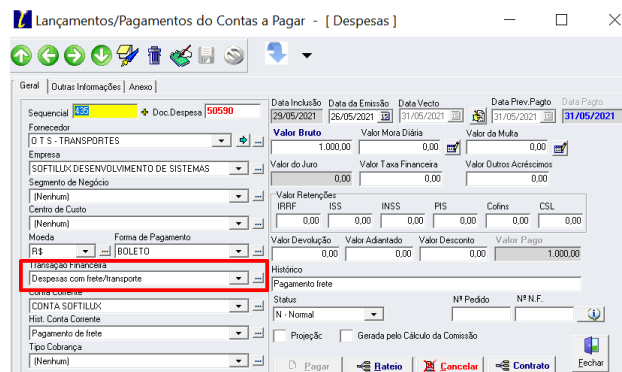 Lançamentos/Pagamentos do Contas a Pagar - [ Despesas ]
Geral Outras Informações Anexo
Sequencial 435 Doc.Despesa 50590
Fornecedor
O T S - TRANSPORTES
Empresa
SOFTILUX DESENVOLVIMENTO DE SISTEMAS
Segmento de Negócio
(Nenhum)
Centro de Custo
(Nenhum)
Moeda Forma de Pagamento
R$ BOLETO
Transação Financeira
Despesas com frete/transporte
Conta Corrente
CONTA SOFTILUX
Hist. Conta Corrente
Pagamento de frete
Tipo Cobrança
(Nenhum)
Data Inclusão Data da Emissão Data Vecto Data Prev.Pagto Data Pagto.
29/05/2021 26/05/2021 31/05/2021 31/05/2021 31/05/2021
Valor Bruto Valor Mora Diária Valor da Multa
1.000,00 0,00 0,00
Valor do Juro Valor Taxa Financeira Valor Outros Acréscimos
0,00 0,00 0,00
Valor Retenções
IRRF ISS INSS PIS Cofins CSL
0,00 0,00 0,00 0,00 0,00 0,00
Valor Devolução Valor Adiantado Valor Desconto Valor Pago
0,00 0,00 0,00 1.000,00
Histórico
Pagamento frete
Status Nª Pedido Nª N.F.
N - Normal
Projeção Gerada pelo Cálculo da Comissão
Pagar Rateio Cancelar Contrato Fechar